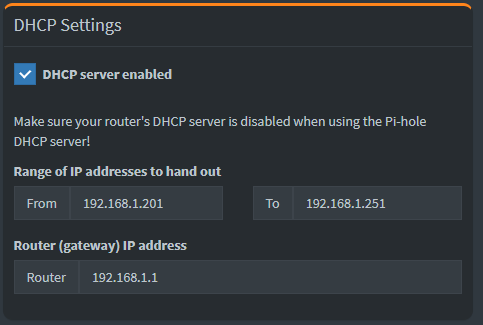 DHCP Settings
DHCP server enabled
Make sure your router's DHCP server is disabled when using the Pi-hole
DHCP server!
Range of IP addresses to hand out
From 192.168.1.201 To 192.168.1.251
Router (gateway) IP address
Router 192.168.1.1